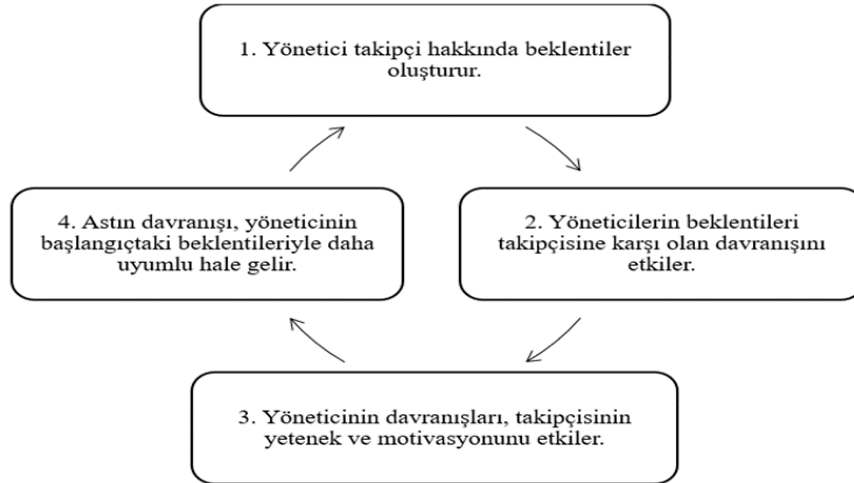 1. Yönetici takipçi hakkında beklentiler
oluşturur.
2. Yöneticilerin beklentileri
takipçisine karşı olan davranışını
etkiler.
3. Yöneticinin davranışları, takipçisinin
yetenek ve motivasyonunu etkiler.
4. Astın davranışı, yöneticinin
başlangıçtaki beklentileriyle daha
uyumlu hale gelir.